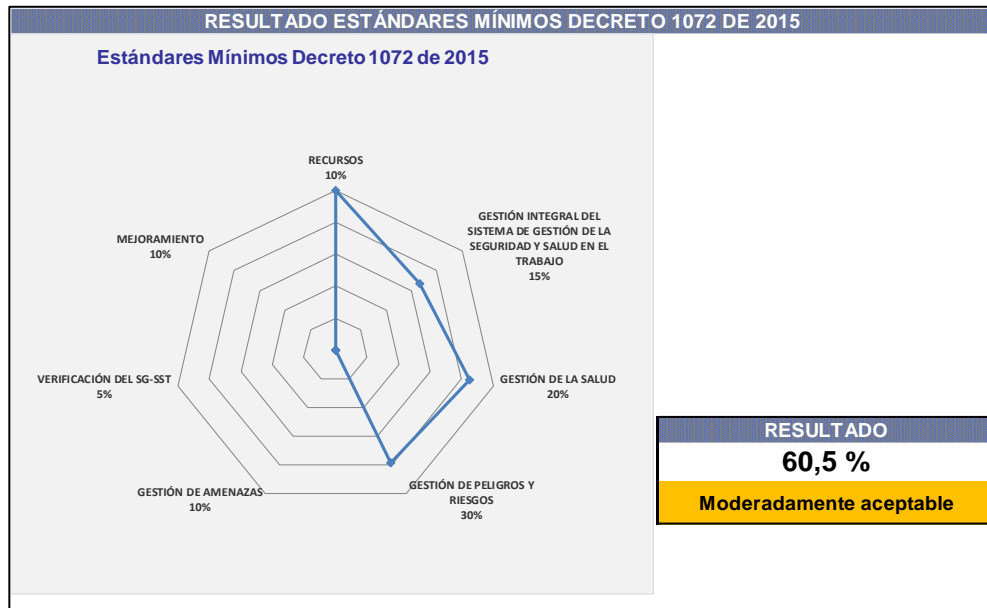 RESULTADO ESTÁNDARES MÍNIMOS DECRETO 1072 DE 2015
Estándares Mínimos Decreto 1072 de 2015
RECURSOS
10%
GESTIÓN INTEGRAL DEL
SISTEMA DE GESTIÓN DE LA
SEGURIDAD Y SALUD EN EL
TRABAJO
15%
MEJORAMIENTO
10%
GESTIÓN DE LA SALUD
20%
VERIFICACIÓN DEL SG-SST
5%
GESTIÓN DE PELIGROS Y
RIESGOS
30%
GESTIÓN DE AMENAZAS
10%
RESULTADO
60,5 %
Moderadamente aceptable